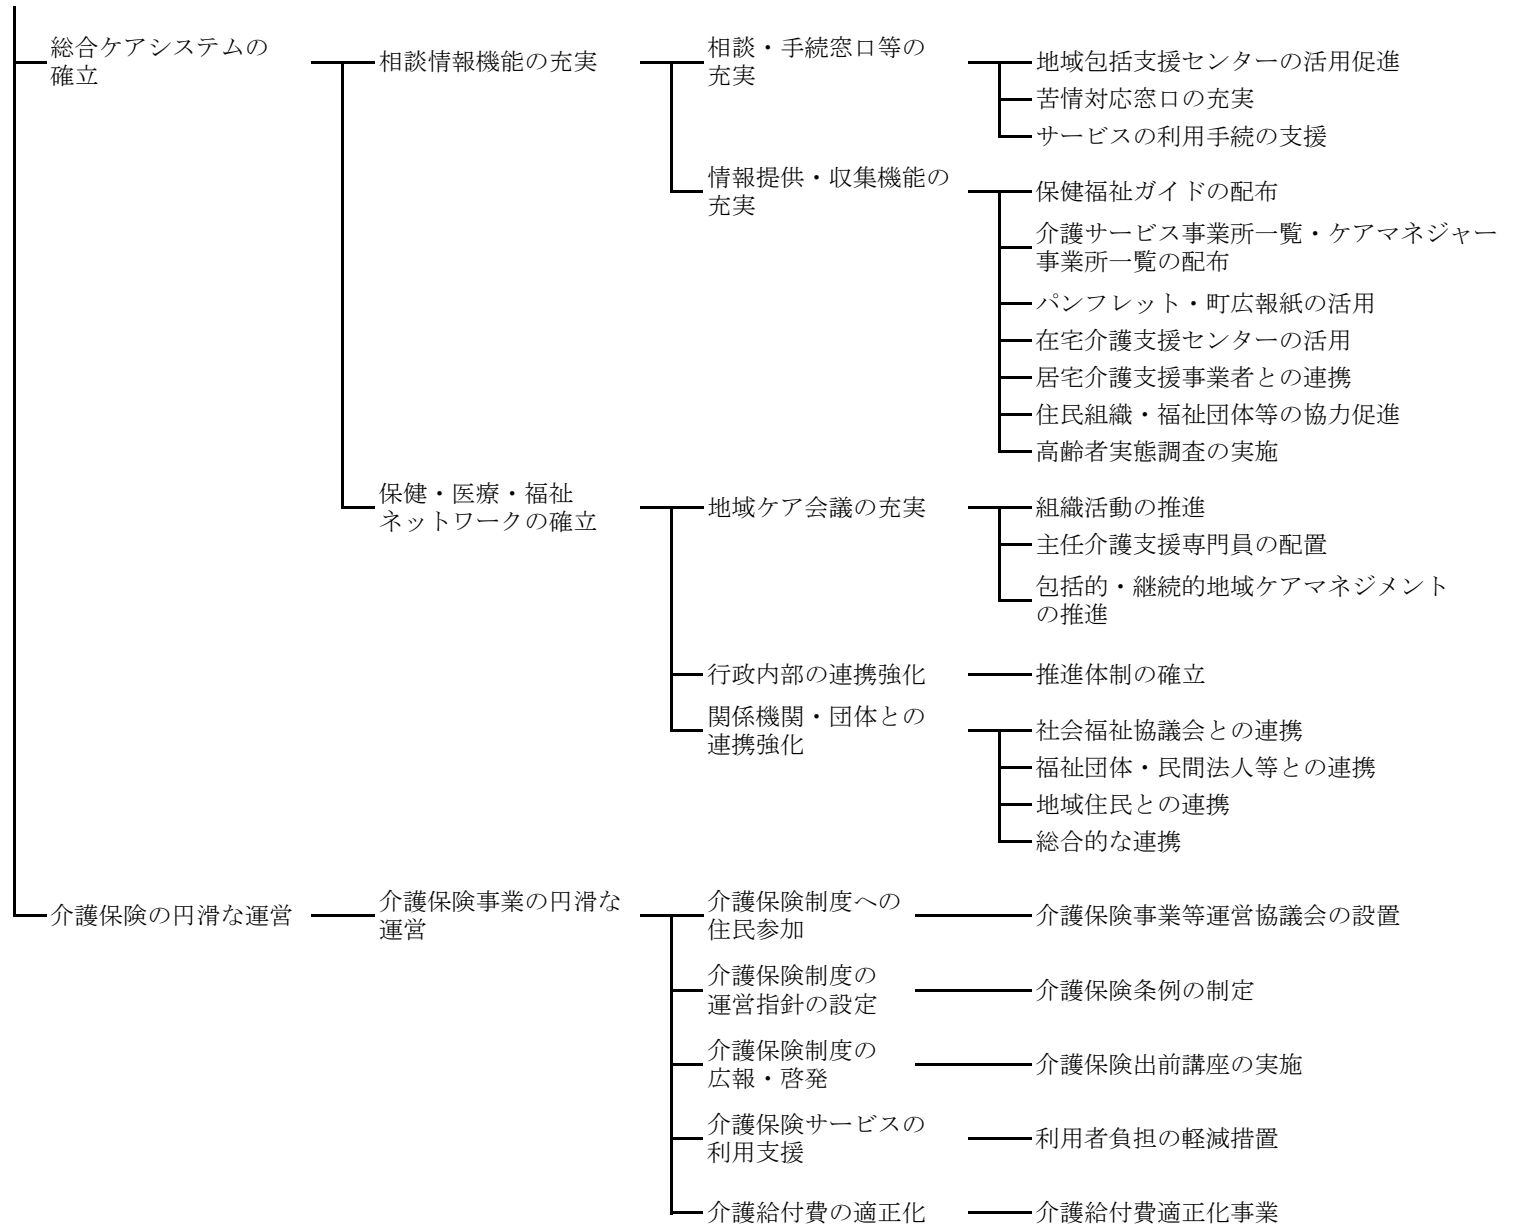 総合ケアシステムの
確立
相談情報機能の充実
相談・手続窓口等の
充実
地域包括支援センターの活用促進
苦情対応窓口の充実
サービスの利用手続の支援
情報提供・収集機能の
充実
保健福祉ガイドの配布
介護サービス事業所一覧・ケアマネジャー
事業所一覧の配布
パンフレット・町広報紙の活用
在宅介護支援センターの活用
居宅介護支援事業者との連携
住民組織・福祉団体等の協力促進
高齢者実態調査の実施
保健・医療・福祉
ネットワークの確立
地域ケア会議の充実
組織活動の推進
主任介護支援専門員の配置
包括的・継続的地域ケアマネジメント
の推進
行政内部の連携強化
推進体制の確立
関係機関・団体との
連携強化
社会福祉協議会との連携
福祉団体・民間法人等との連携
地域住民との連携
総合的な連携
介護保険の円滑な運営
介護保険事業の円滑な
運営
介護保険制度への
住民参加
介護保険事業等運営協議会の設置
介護保険制度の
運営指針の設定
介護保険条例の制定
介護保険制度の
広報・啓発
介護保険出前講座の実施
介護保険サービスの
利用支援
利用者負担の軽減措置
介護給付費の適正化
介護給付費適正化事業